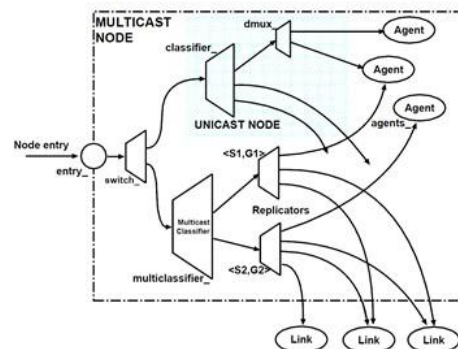 MULTICAST
NODE
dmux_
Agent
classifier_
Agent
UNICAST NODE
Agent
agents_
Node entry
entry_
switch_
<S1,G1>
Multicast
Classifier
Replicators
multiclassifier_
<S2,G2>
Link
Link
Link